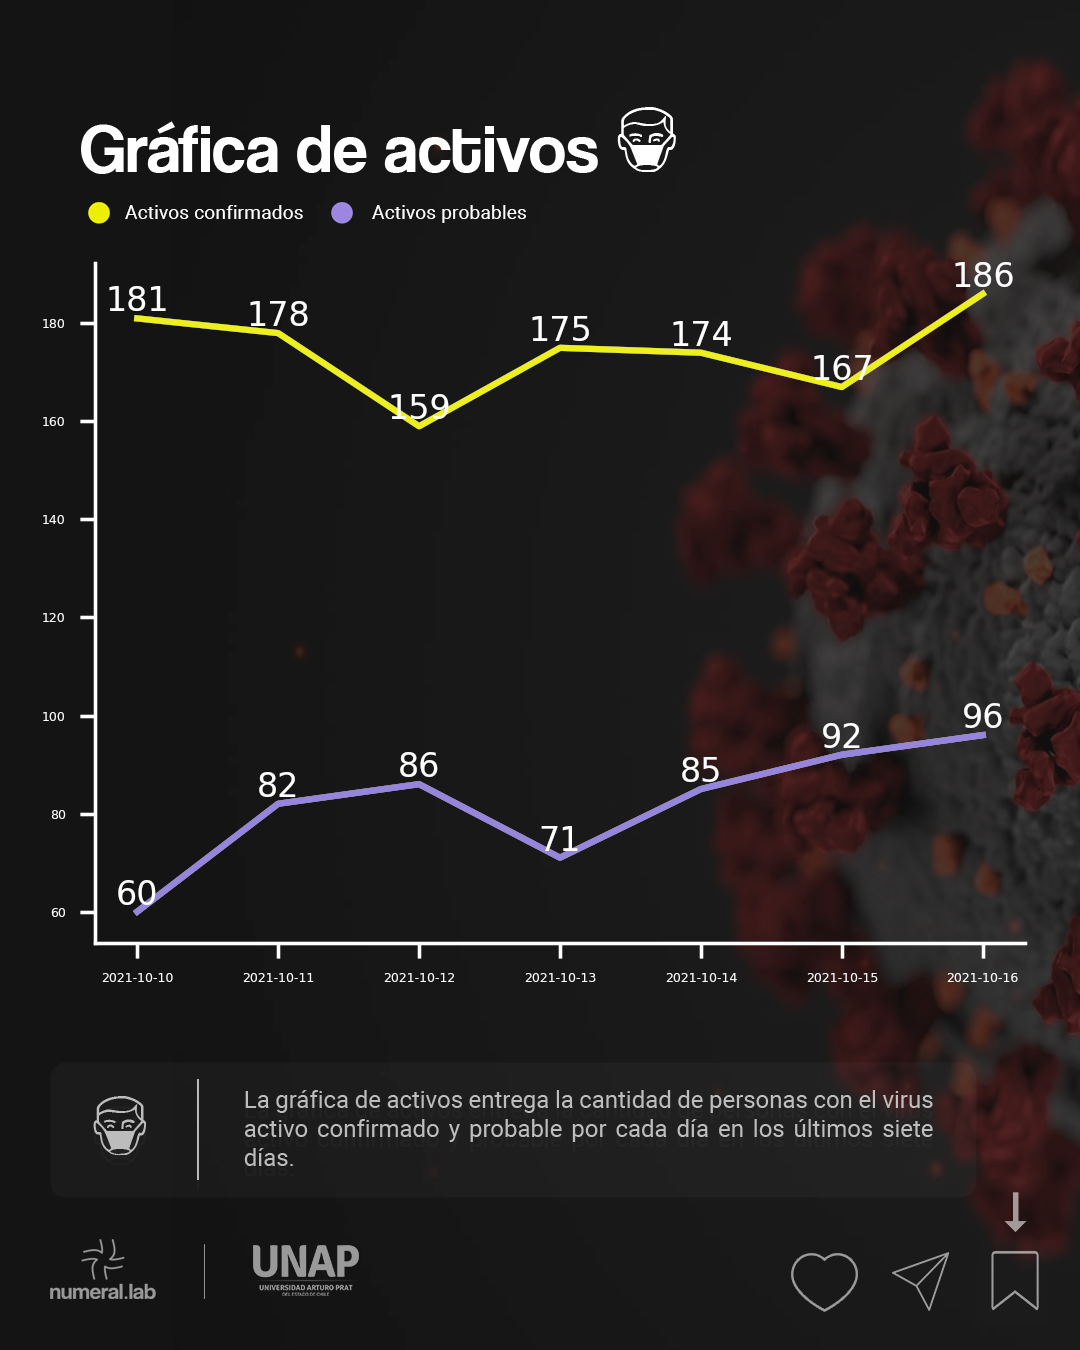 Gráfica de activos
Activos confirmados Activos probables
181 178 159 175 174 167 186
180
160
140
120
100
80
60
60 82 86 71 85 92 96
2021-10-10 2021-10-11 2021-10-12 2021-10-13 2021-10-14 2021-10-15 2021-10-16
La gráfica de activos entrega la cantidad de personas con el virus
activo confirmado y probable por cada día en los últimos siete
días.
numeral.lab
UNAP
UNIVERSIDAD ARTURO PRAT
DEL ESTADO DE CHILE